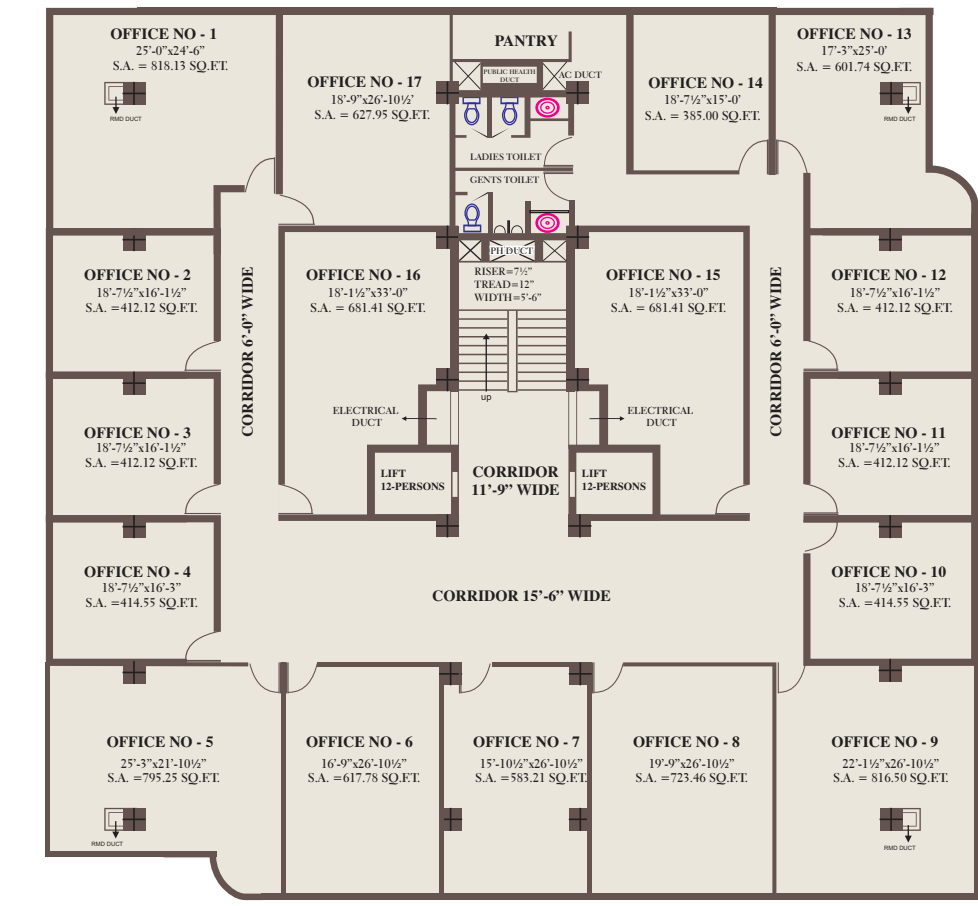 OFFICE NO - 1
25'-0"x24'-6"
S.A. = 818.13 SQ.FT.
RMD DUCT
OFFICE NO - 17
18'-9"x26'-10½'
S.A. = 627.95 SQ.FT.
PANTRY
PUBLIC HEALTH
DUCT
AC DUCT
LADIES TOILET
GENTS TOILET
OFFICE NO - 14
18'-7½"x15'-0'
S.A. = 385.00 SQ.FT.
OFFICE NO - 13
17'-3"x25'-0"
S.A. = 601.74 SQ.FT.
RMD DUCT
OFFICE NO - 2
18'-7½"x16'-1½"
S.A. =412.12 SQ.FT.
CORRIDOR 6'-0" WIDE
OFFICE NO - 16
18'-1½"x33'-0"
S.A. = 681.41 SQ.FT.
PH DUCT
RISER=7½"
TREAD=12"
WIDTH=5'-6"
up
OFFICE NO - 15
18'-1½"x33'-0"
S.A. = 681.41 SQ.FT.
CORRIDOR 6'-0" WIDE
OFFICE NO - 12
18'-7½"x16'-1½"
S.A. =412.12 SQ.FT.
OFFICE NO - 3
18'-7½"x16'-1½"
S.A. =412.12 SQ.FT.
ELECTRICAL
DUCT
ELECTRICAL
DUCT
OFFICE NO - 11
18'-7½"x16'-1½"
S.A. =412.12 SQ.FT.
LIFT
12-PERSONS
CORRIDOR
11'-9" WIDE
LIFT
12-PERSONS
OFFICE NO - 4
18'-7½"x16'-3"
S.A. =414.55 SQ.FT.
CORRIDOR 15'-6" WIDE
OFFICE NO - 10
18'-7½"x16'-3"
S.A. =414.55 SQ.FT.
OFFICE NO - 5
25'-3"x21'-10½"
S.A. =795.25 SQ.FT.
RMD DUCT
OFFICE NO - 6
16'-9"x26'-10½"
S.A. =617.78 SQ.FT.
OFFICE NO - 7
15'-10½"x26'-10½"
S.A. =583.21 SQ.FT.
OFFICE NO - 8
19'-9"x26'-10½"
S.A. =723.46 SQ.FT.
OFFICE NO - 9
22'-1½"x26'-10½"
S.A. = 816.50 SQ.FT.
RMD DUCT